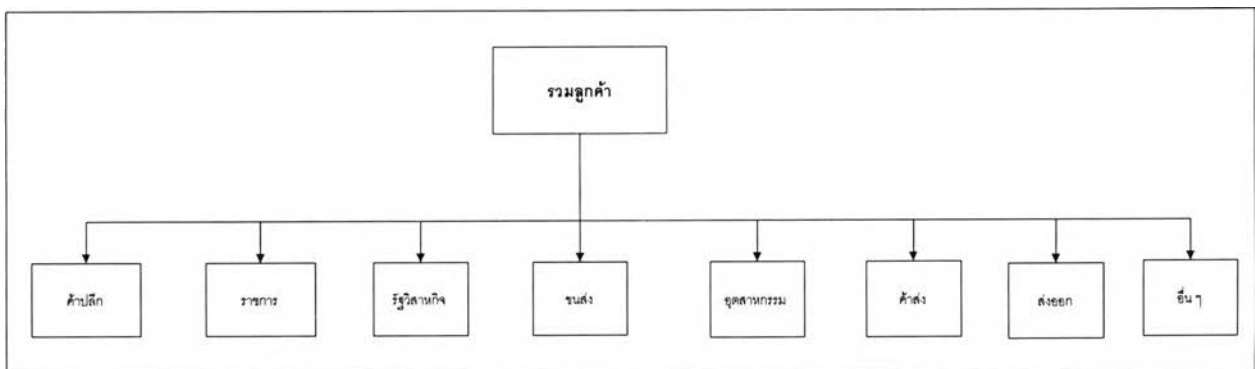 รวมลูกค้า
ค้าปลีก
ราชการ
รัฐวิสาหกิจ
ขนส่ง
อุตสาหกรรม
ค้าส่ง
ส่งออก
อื่น ๆ